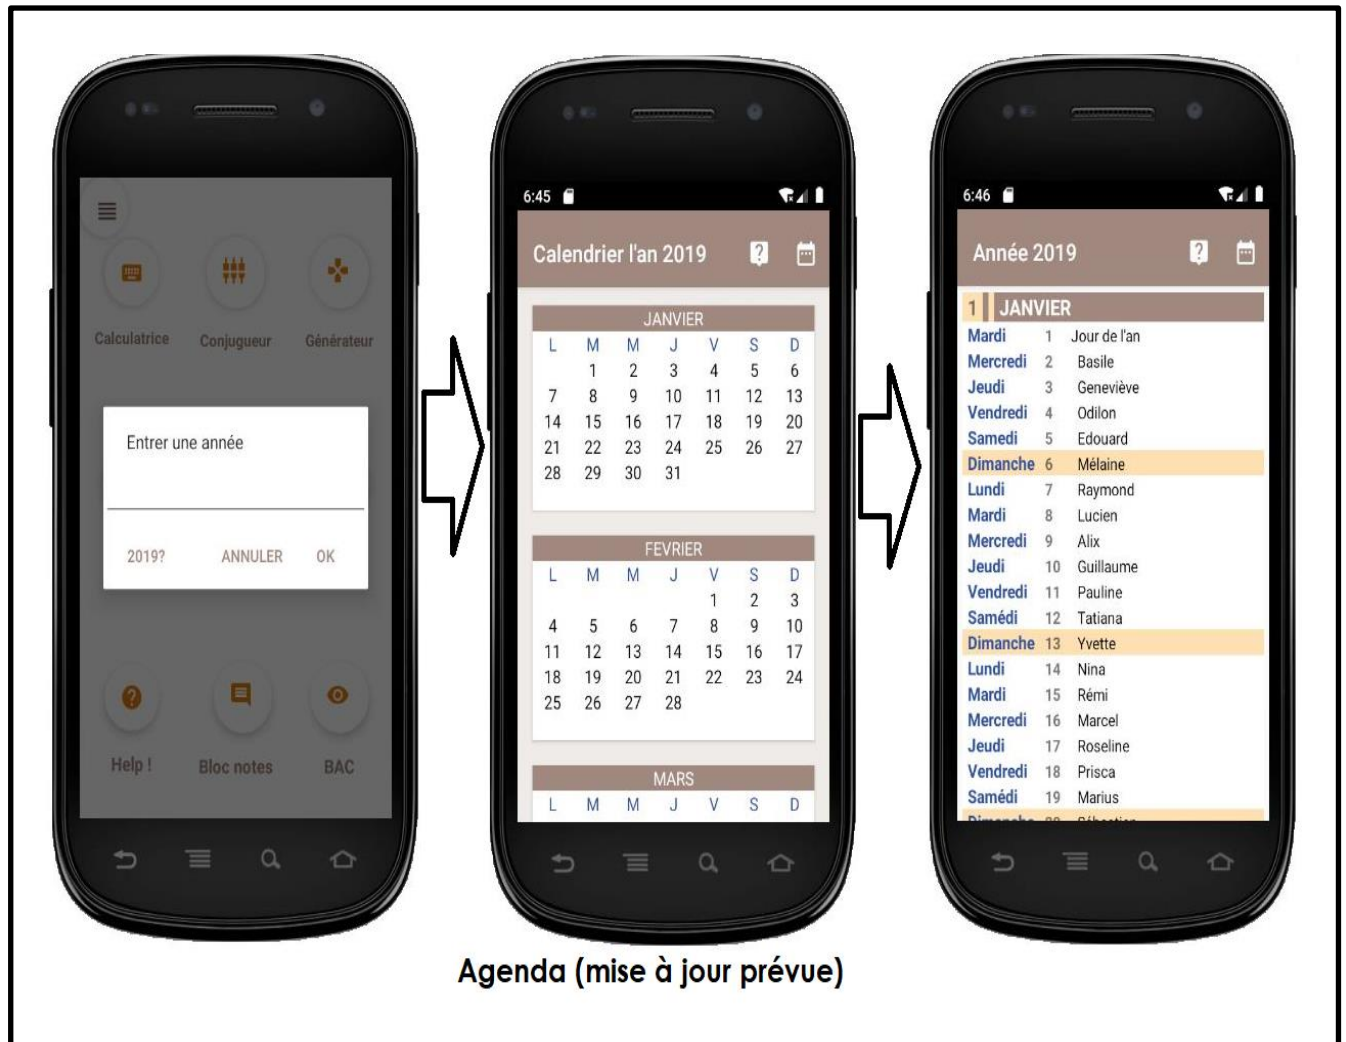 Calculatrice Conjugueur Générateur
Entrer une année
2019? ANNULER OK
Help ! Bloc notes BAC
6:45
Calendrier l'an 2019
JANVIER
L M M J V S D
1 2 3 4 5 6
7 8 9 10 11 12 13
14 15 16 17 18 19 20
21 22 23 24 25 26 27
28 29 30 31
FEVRIER
L M M J V S D
1 2 3
4 5 6 7 8 9 10
11 12 13 14 15 16 17
18 19 20 21 22 23 24
25 26 27 28
MARS
L M M J V S D
6:46
Année 2019
1 JANVIER
Mardi 1 Jour de l'an
Mercredi 2 Basile
Jeudi 3 Geneviève
Vendredi 4 Odilon
Samedi 5 Edouard
Dimanche 6 Mélaine
Lundi 7 Raymond
Mardi 8 Lucien
Mercredi 9 Alix
Jeudi 10 Guillaume
Vendredi 11 Pauline
Samédi 12 Tatiana
Dimanche 13 Yvette
Lundi 14 Nina
Mardi 15 Rémi
Mercredi 16 Marcel
Jeudi 17 Roseline
Vendredi 18 Prisca
Samédi 19 Marius
Dimanche 20 Sébastien
Agenda (mise à jour prévue)